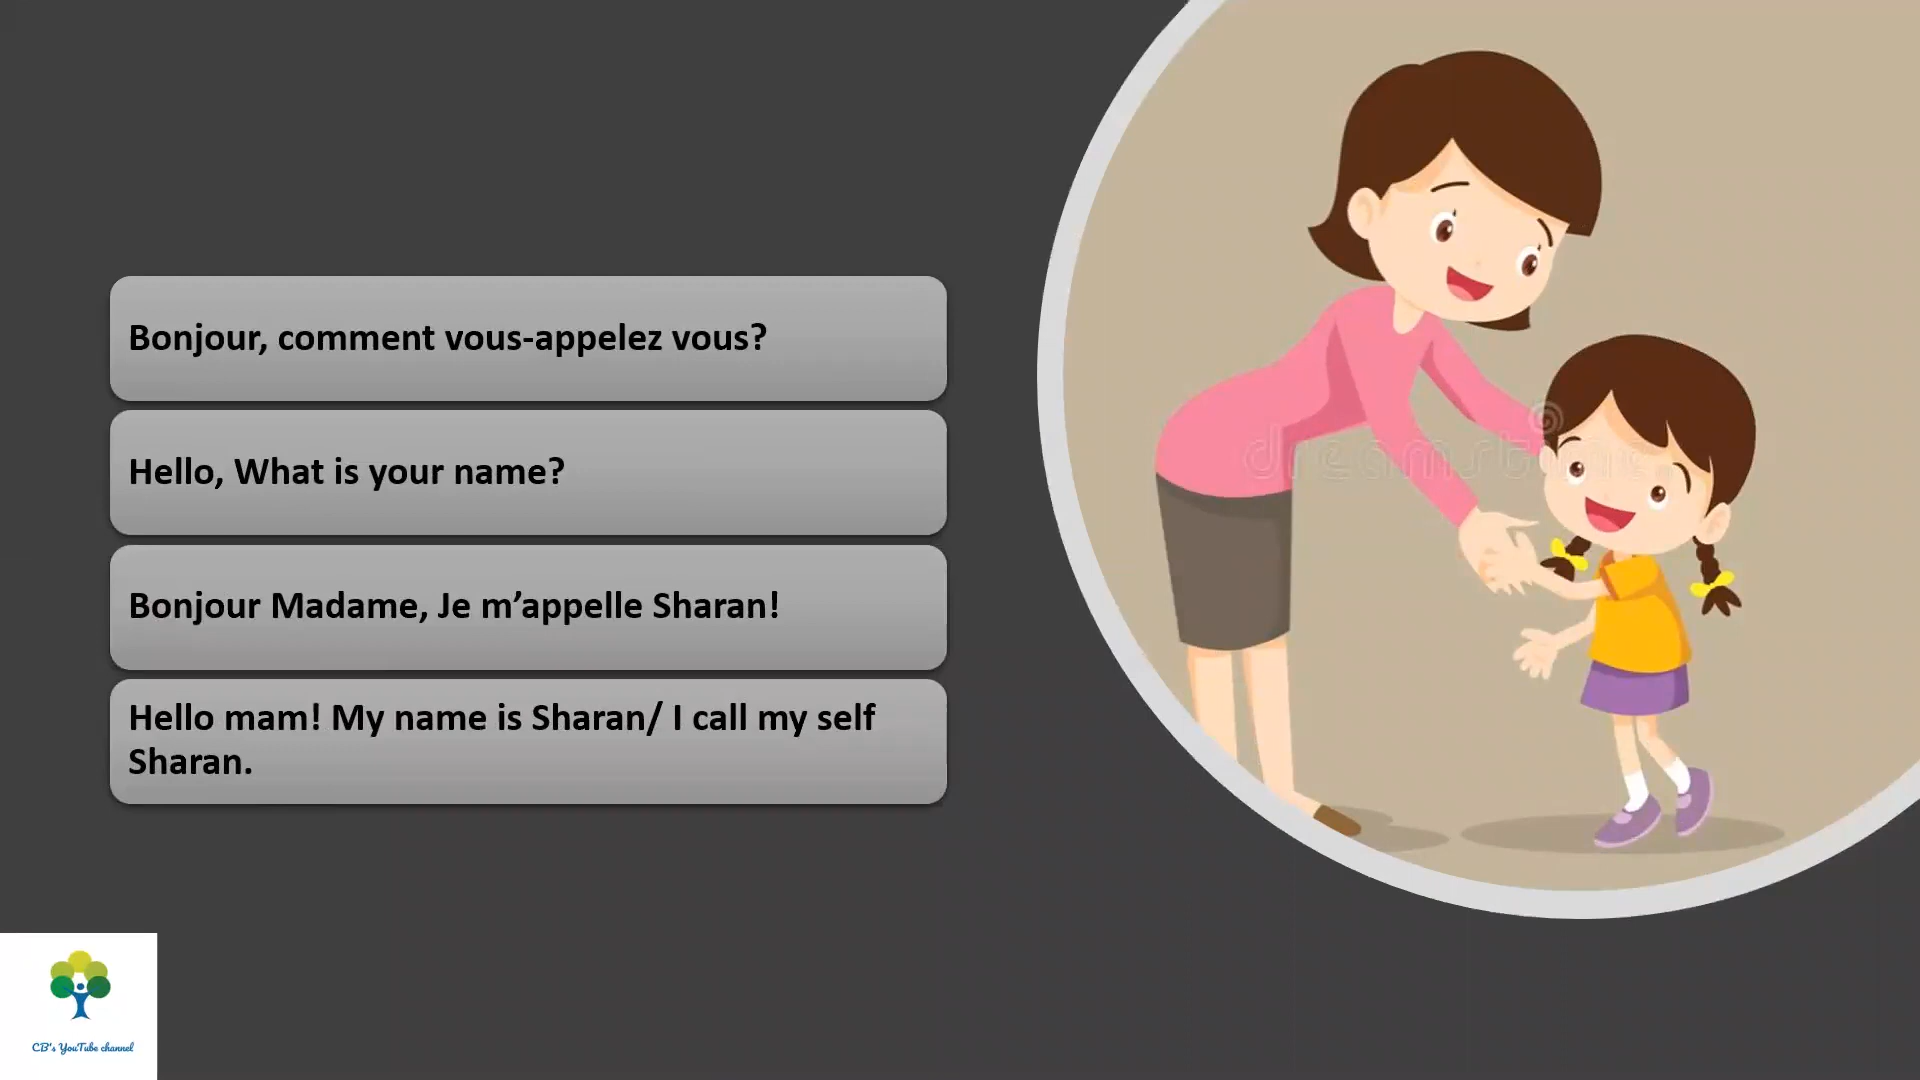 Bonjour, comment vous-appelez vous?
Hello, What is your name?
Bonjour Madame, Je m’appelle Sharan!
Hello mam! My name is Sharan/ I call my self
Sharan.
dreamstime
CB's YouTube channel